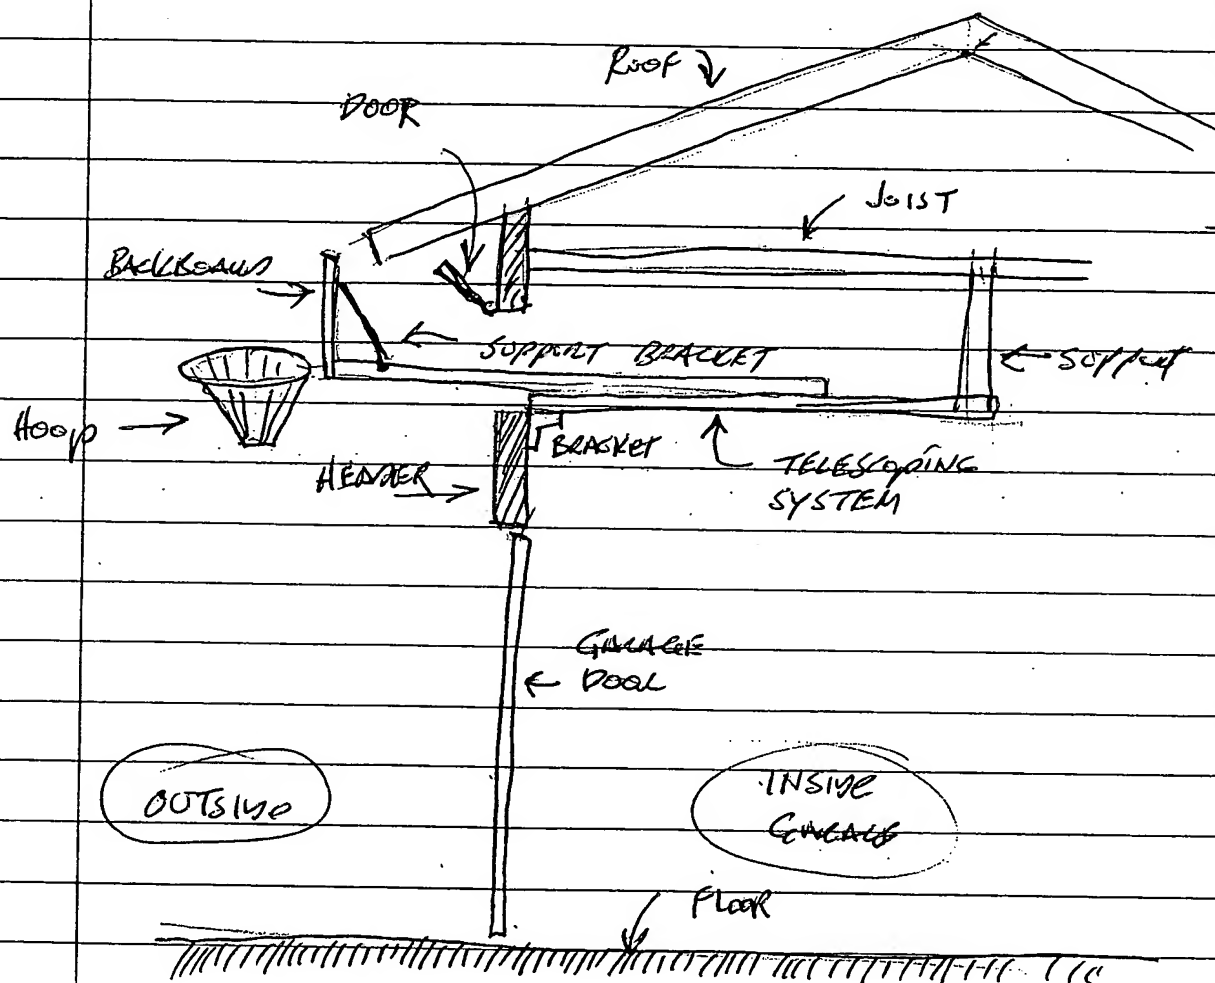 ROOF
DOOR
JOIST
BACKBOARD
SUPPORT BRACKET
SUPPORT
HOOP
BRACKET
HEADER
TELESCOPING
SYSTEM
GARAGE
DOOR
OUTSIDE
INSIDE
GARAGE
FLOOR